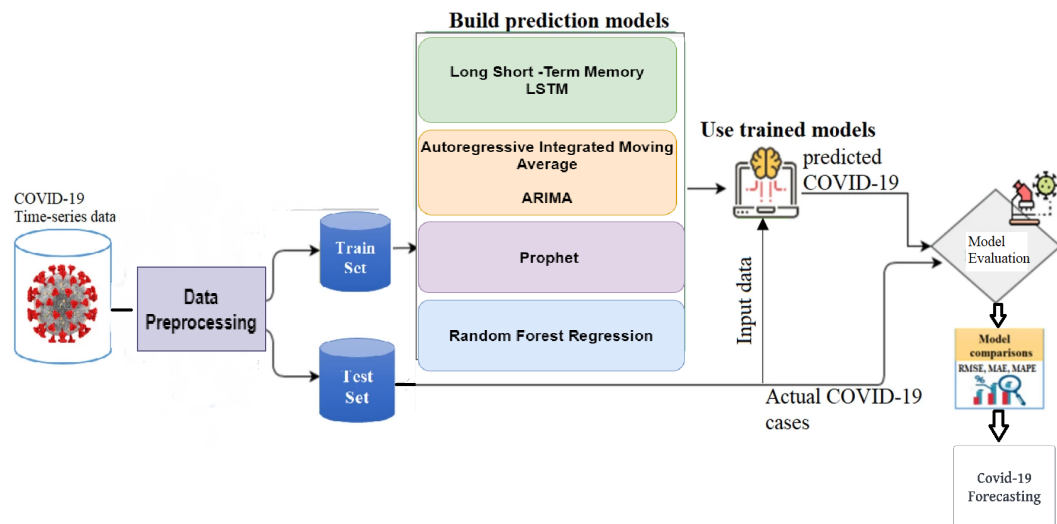 Build prediction models
Long Short -Term Memory
LSTM
Autoregressive Integrated Moving
Average
ARIMA
Prophet
Random Forest Regression
COVID-19
Time-series data
Data
Preprocessing
Train
Set
Test
Set
Use trained models
predicted
COVID-19
Input data
Actual COVID-19
cases
Model
Evaluation
Model
comparisons
RMSE, MAE, MAPE
%
Covid-19
Forecasting